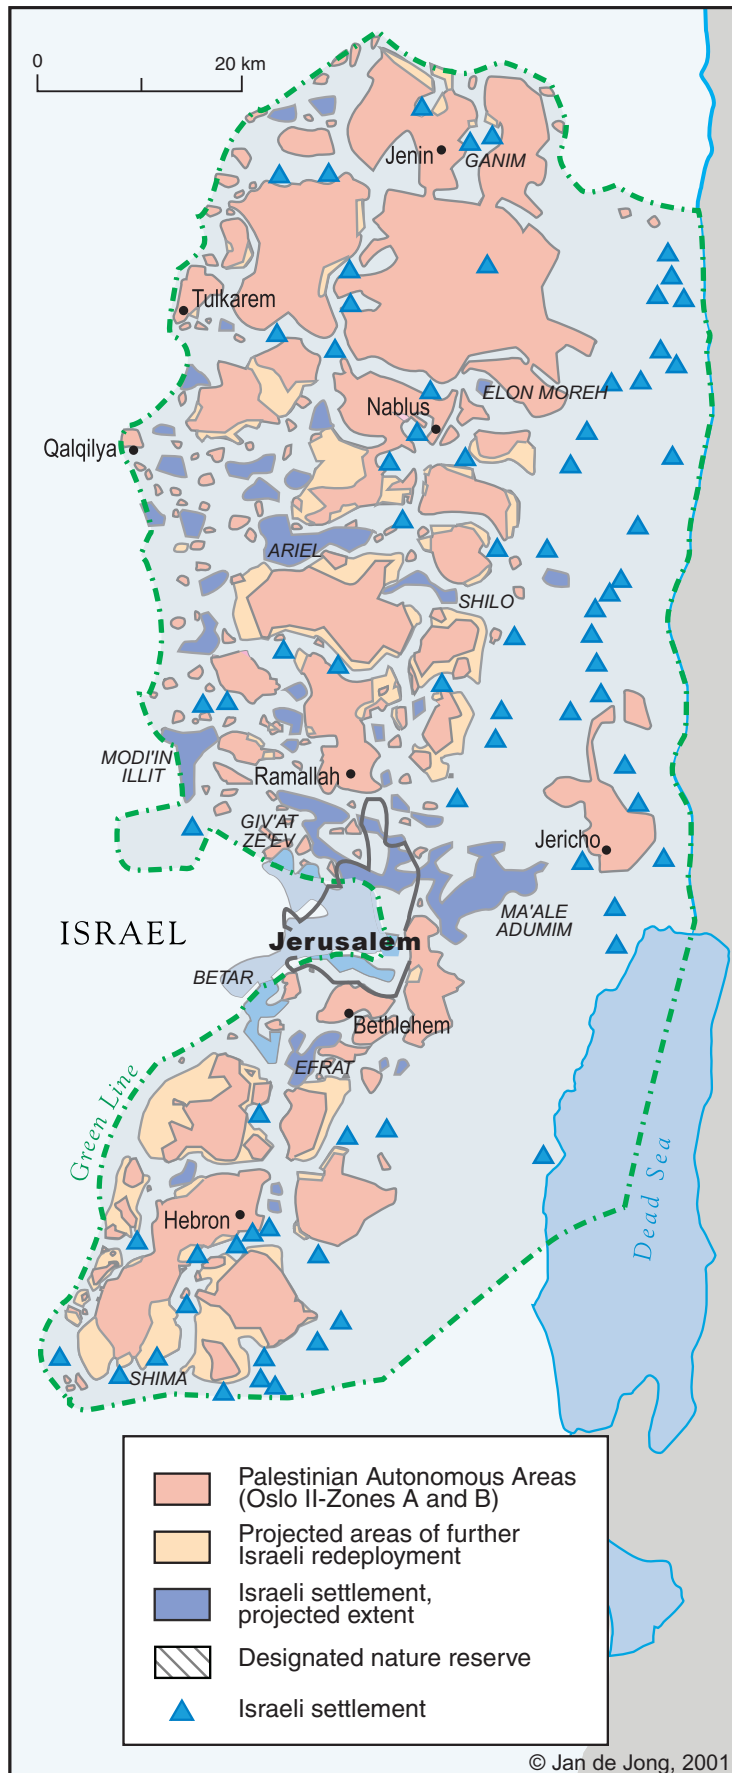 0
20 km
Jenin
GANIM
Tulkarem
ELON MOREH
Nablus
Qalqilya
ARIEL
SHILO
MODI'IN
ILLIT
Ramallah
GIV'AT
ZE'EV
Jericho
MA'ALE
ADUMIM
ISRAEL
Jerusalem
BETAR
Bethlehem
EFRAT
Green Line
Dead Sea
Hebron
SHIMA
Palestinian Autonomous Areas
(Oslo II-Zones A and B)
Projected areas of further
Israeli redeployment
Israeli settlement,
projected extent
Designated nature reserve
Israeli settlement
© Jan de Jong, 2001